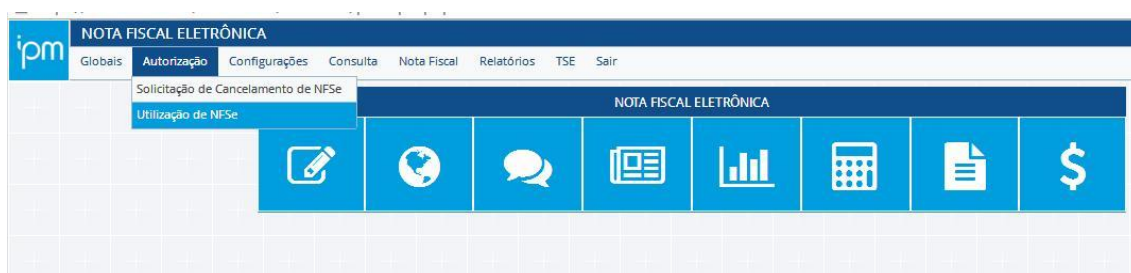 ipm
NOTA FISCAL ELETRÔNICA
Globais Autorização Configurações Consulta Nota Fiscal Relatórios TSE Sair
Solicitação de Cancelamento de NFSe
Utilização de NFSe
NOTA FISCAL ELETRÔNICA